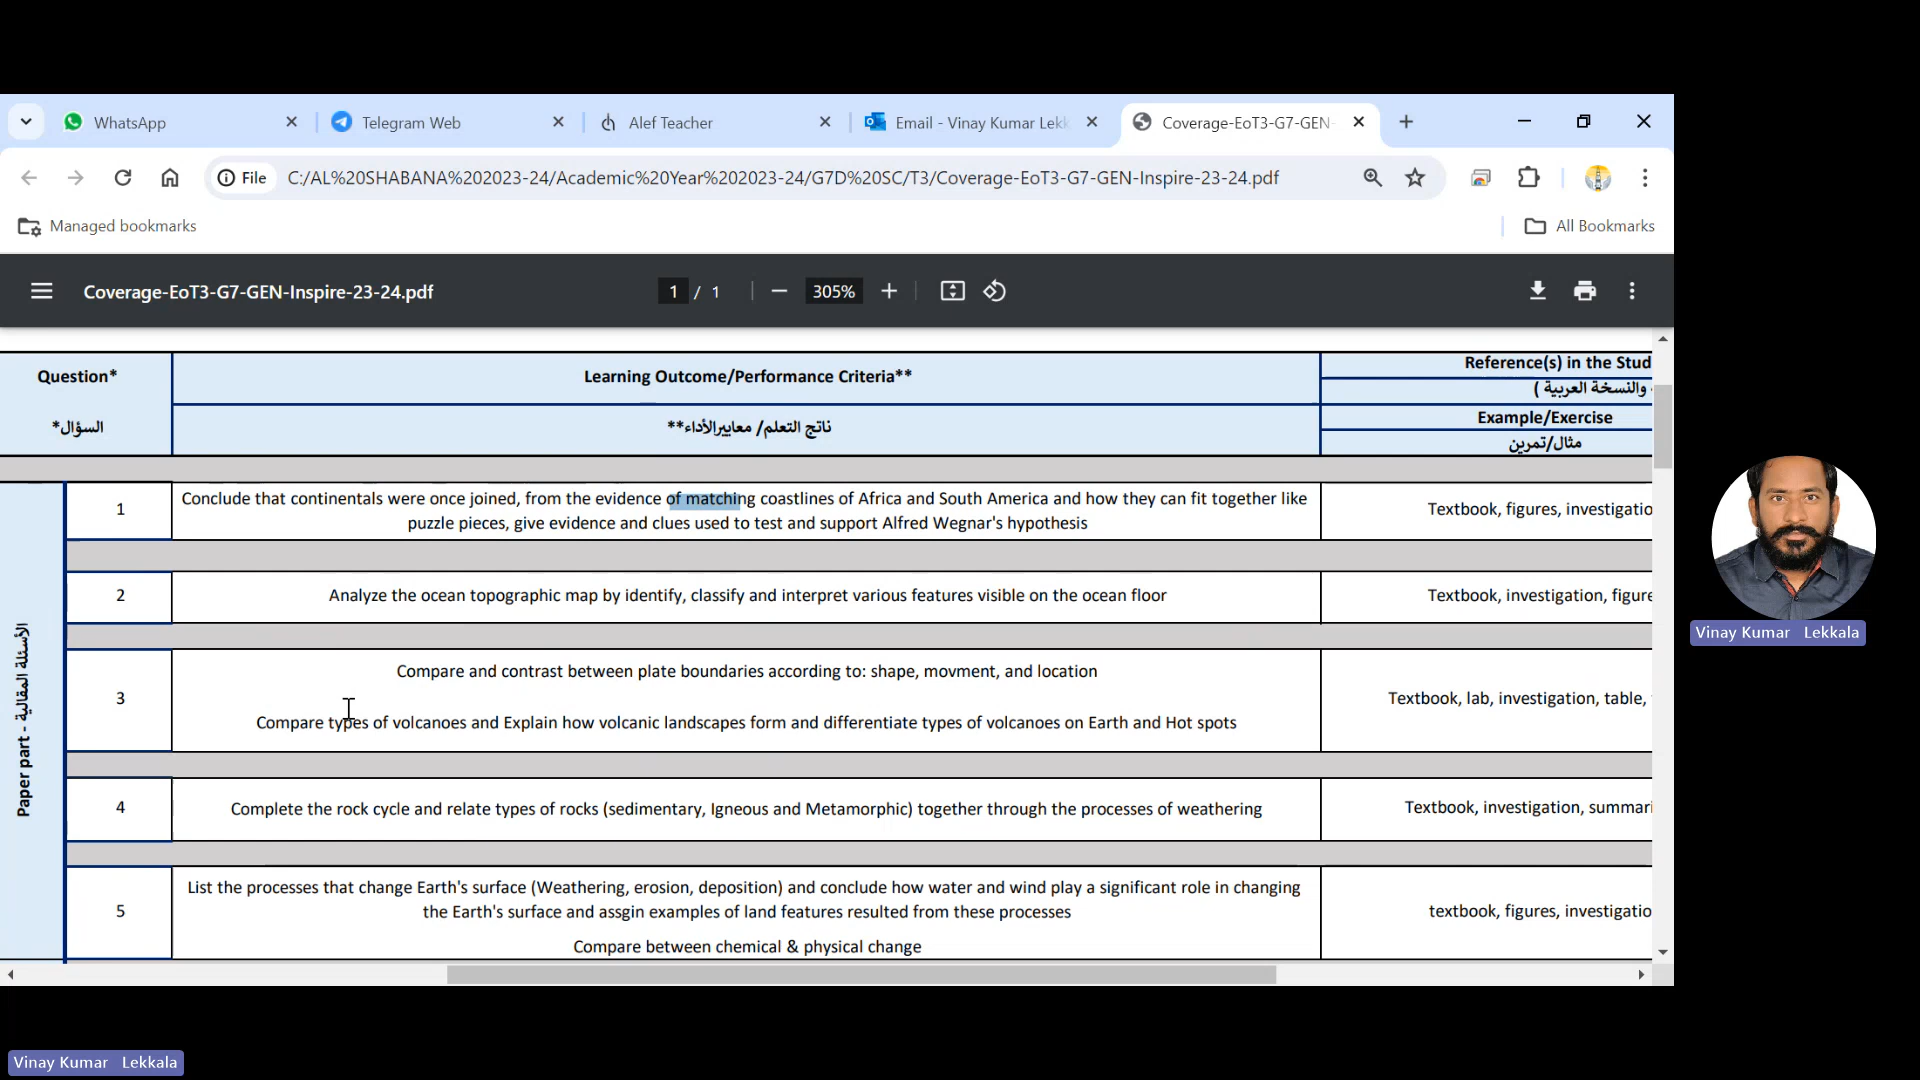 WhatsApp
Telegram Web
Alef Teacher
Email - Vinay Kumar Lekk
Coverage-EoT3-G7-GEN-
File
C:/AL%20SHABANA%202023-24/Academic%20Year%202023-24/G7D%20SC/T3/Coverage-EoT3-G7-GEN-Inspire-23-24.pdf
Managed bookmarks
All Bookmarks
Coverage-EoT3-G7-GEN-Inspire-23-24.pdf
1 / 1
305%
Question*
Learning Outcome/Performance Criteria**
Reference(s) in the Stud
والنسخة العربية )
السؤال*
ناتج التعلم/ معاييرالأداء**
Example/Exercise
مثال/تمرين
Paper part - الأسئلة المقالية
1
Conclude that continentals were once joined, from the evidence of matching coastlines of Africa and South America and how they can fit together like
puzzle pieces, give evidence and clues used to test and support Alfred Wegnar's hypothesis
Textbook, figures, investigatio
2
Analyze the ocean topographic map by identify, classify and interpret various features visible on the ocean floor
Textbook, investigation, figure
3
Compare and contrast between plate boundaries according to: shape, movment, and location
Compare types of volcanoes and Explain how volcanic landscapes form and differentiate types of volcanoes on Earth and Hot spots
Textbook, lab, investigation, table,
4
Complete the rock cycle and relate types of rocks (sedimentary, Igneous and Metamorphic) together through the processes of weathering
Textbook, investigation, summari
5
List the processes that change Earth's surface (Weathering, erosion, deposition) and conclude how water and wind play a significant role in changing
the Earth's surface and assgin examples of land features resulted from these processes
Compare between chemical & physical change
textbook, figures, investigatio
Vinay Kumar Lekkala
Vinay Kumar Lekkala